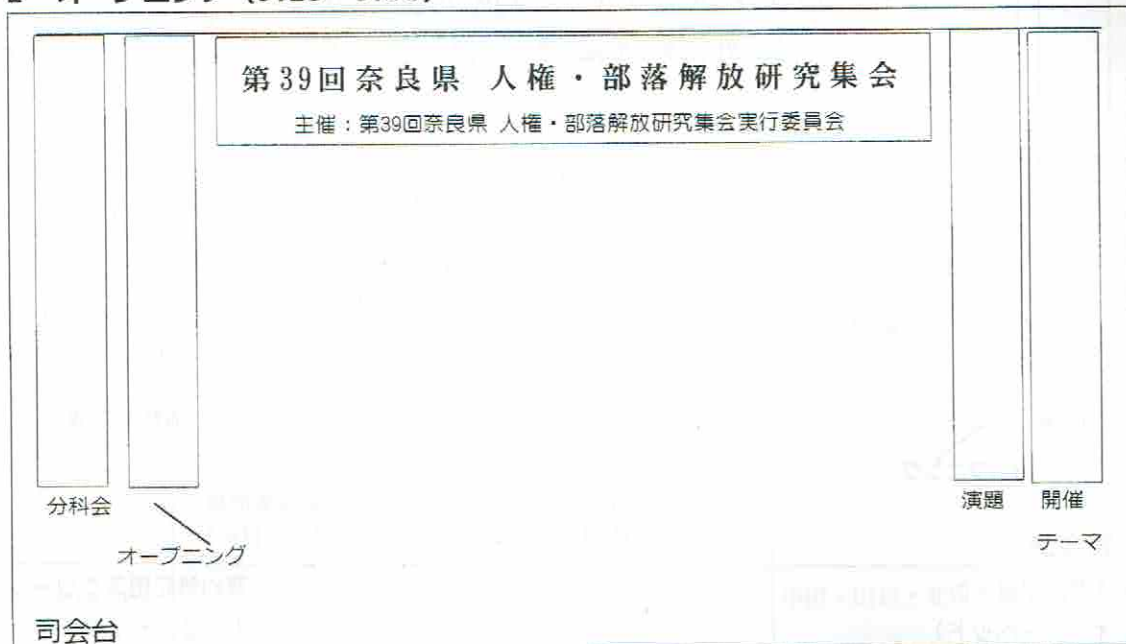 第39回奈良県 人権・部落解放研究集会
主催：第39回奈良県 人権・部落解放研究集会実行委員会
分科会
オープニング
演題
開催
テーマ
司会台